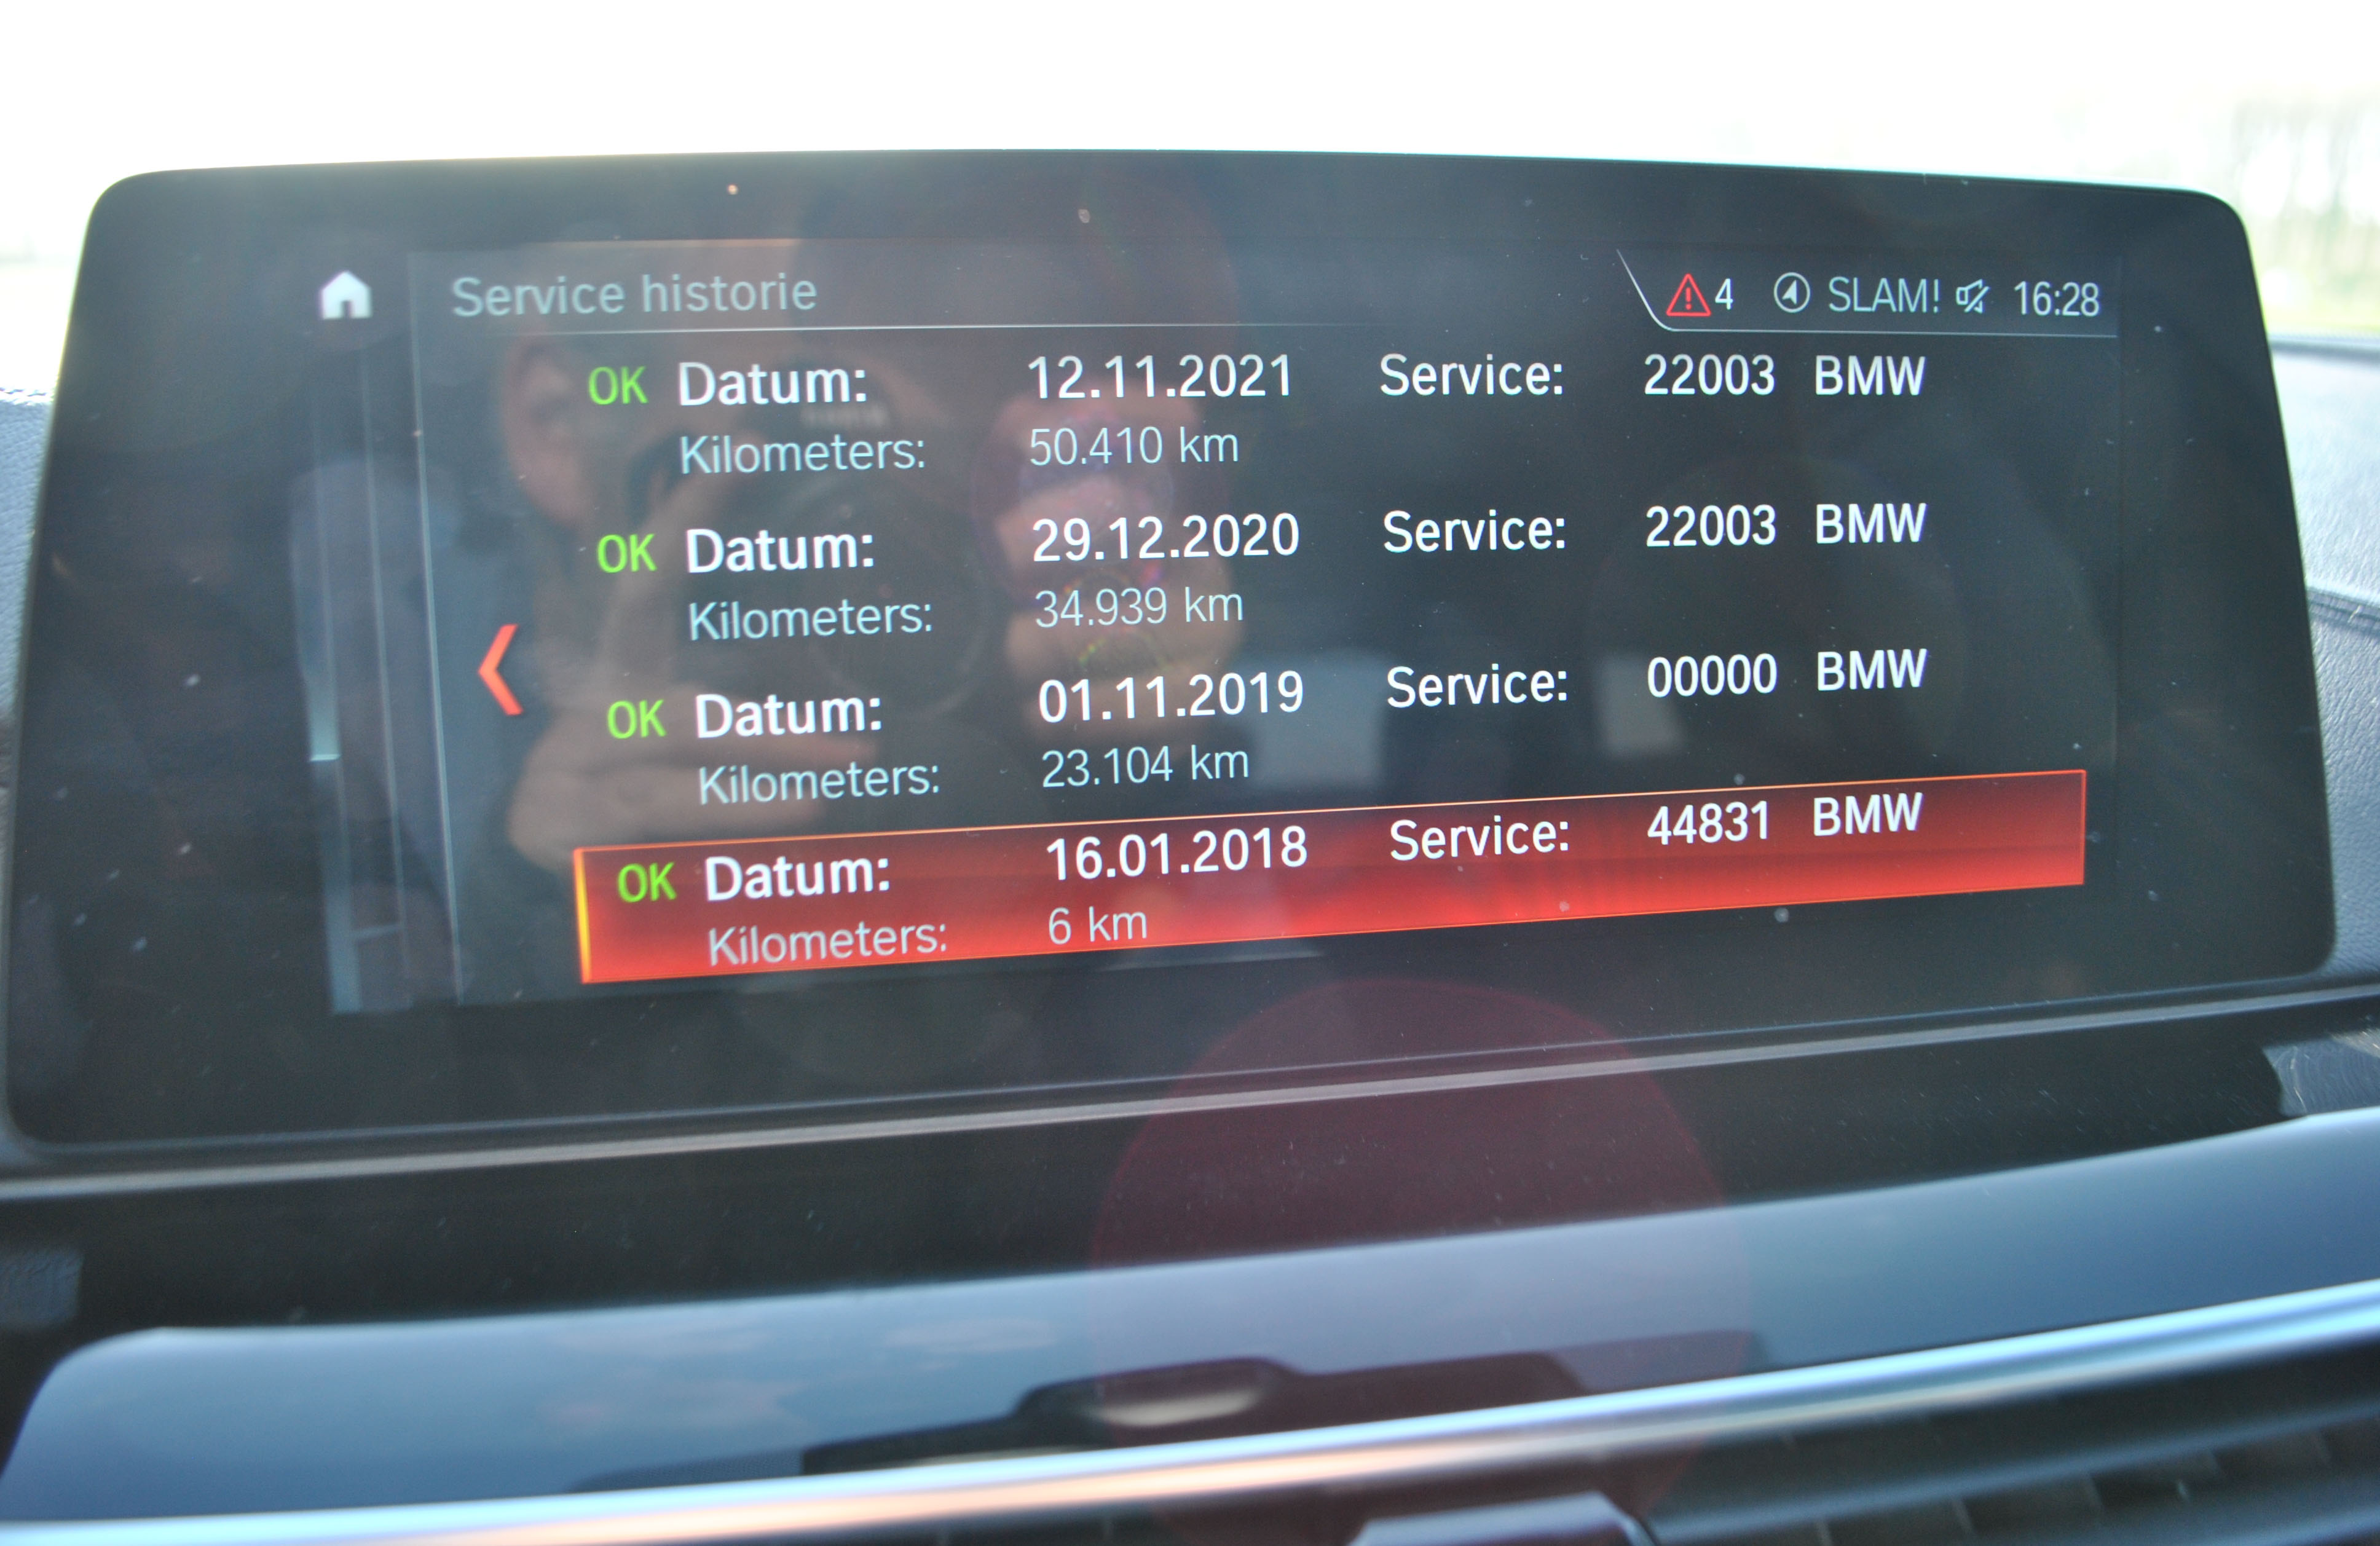 Service historie
4 SLAM! 16:28
OK Datum: 12.11.2021 Service: 22003 BMW
Kilometers: 50.410 km
OK Datum: 29.12.2020 Service: 22003 BMW
Kilometers: 34.939 km
OK Datum: 01.11.2019 Service: 00000 BMW
Kilometers: 23.104 km
OK Datum: 16.01.2018 Service: 44831 BMW
Kilometers: 6 km